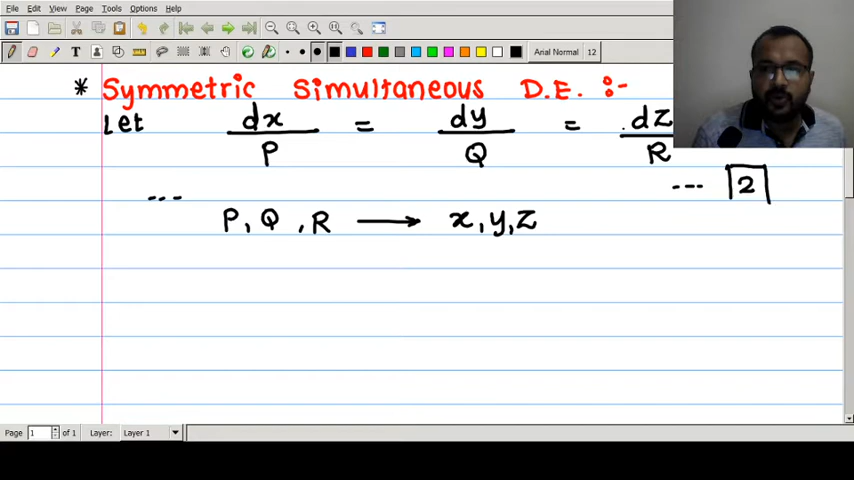 File Edit View Page Tools Options Help
T Arial Normal 12
* Symmetric Simultaneous D.E. :-
Let dx/P = dy/Q = dz/R
--- --- 2
P, Q, R → x, y, z
Page 1 of 1 Layer: Layer 1